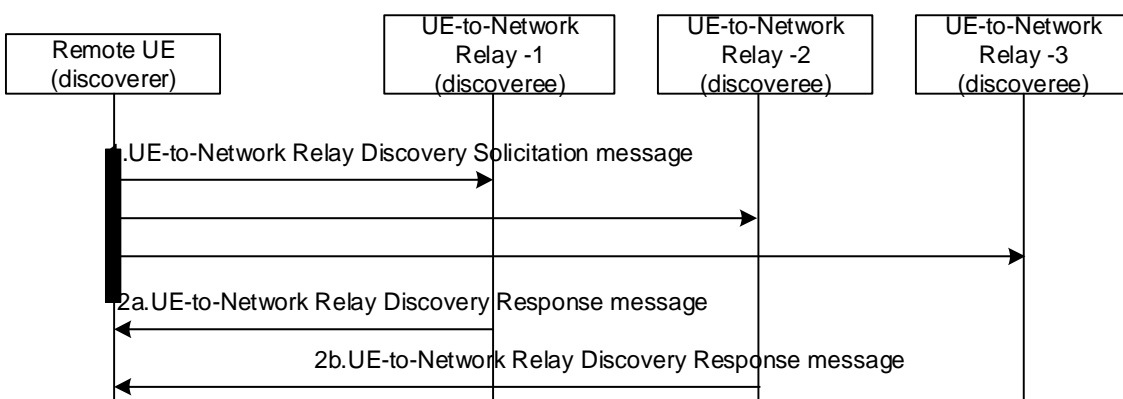 Remote UE
(discoverer)
UE-to-Network
Relay -1
(discoveree)
UE-to-Network
Relay -2
(discoveree)
UE-to-Network
Relay -3
(discoveree)
1.UE-to-Network Relay Discovery Solicitation message
2a.UE-to-Network Relay Discovery Response message
2b.UE-to-Network Relay Discovery Response message